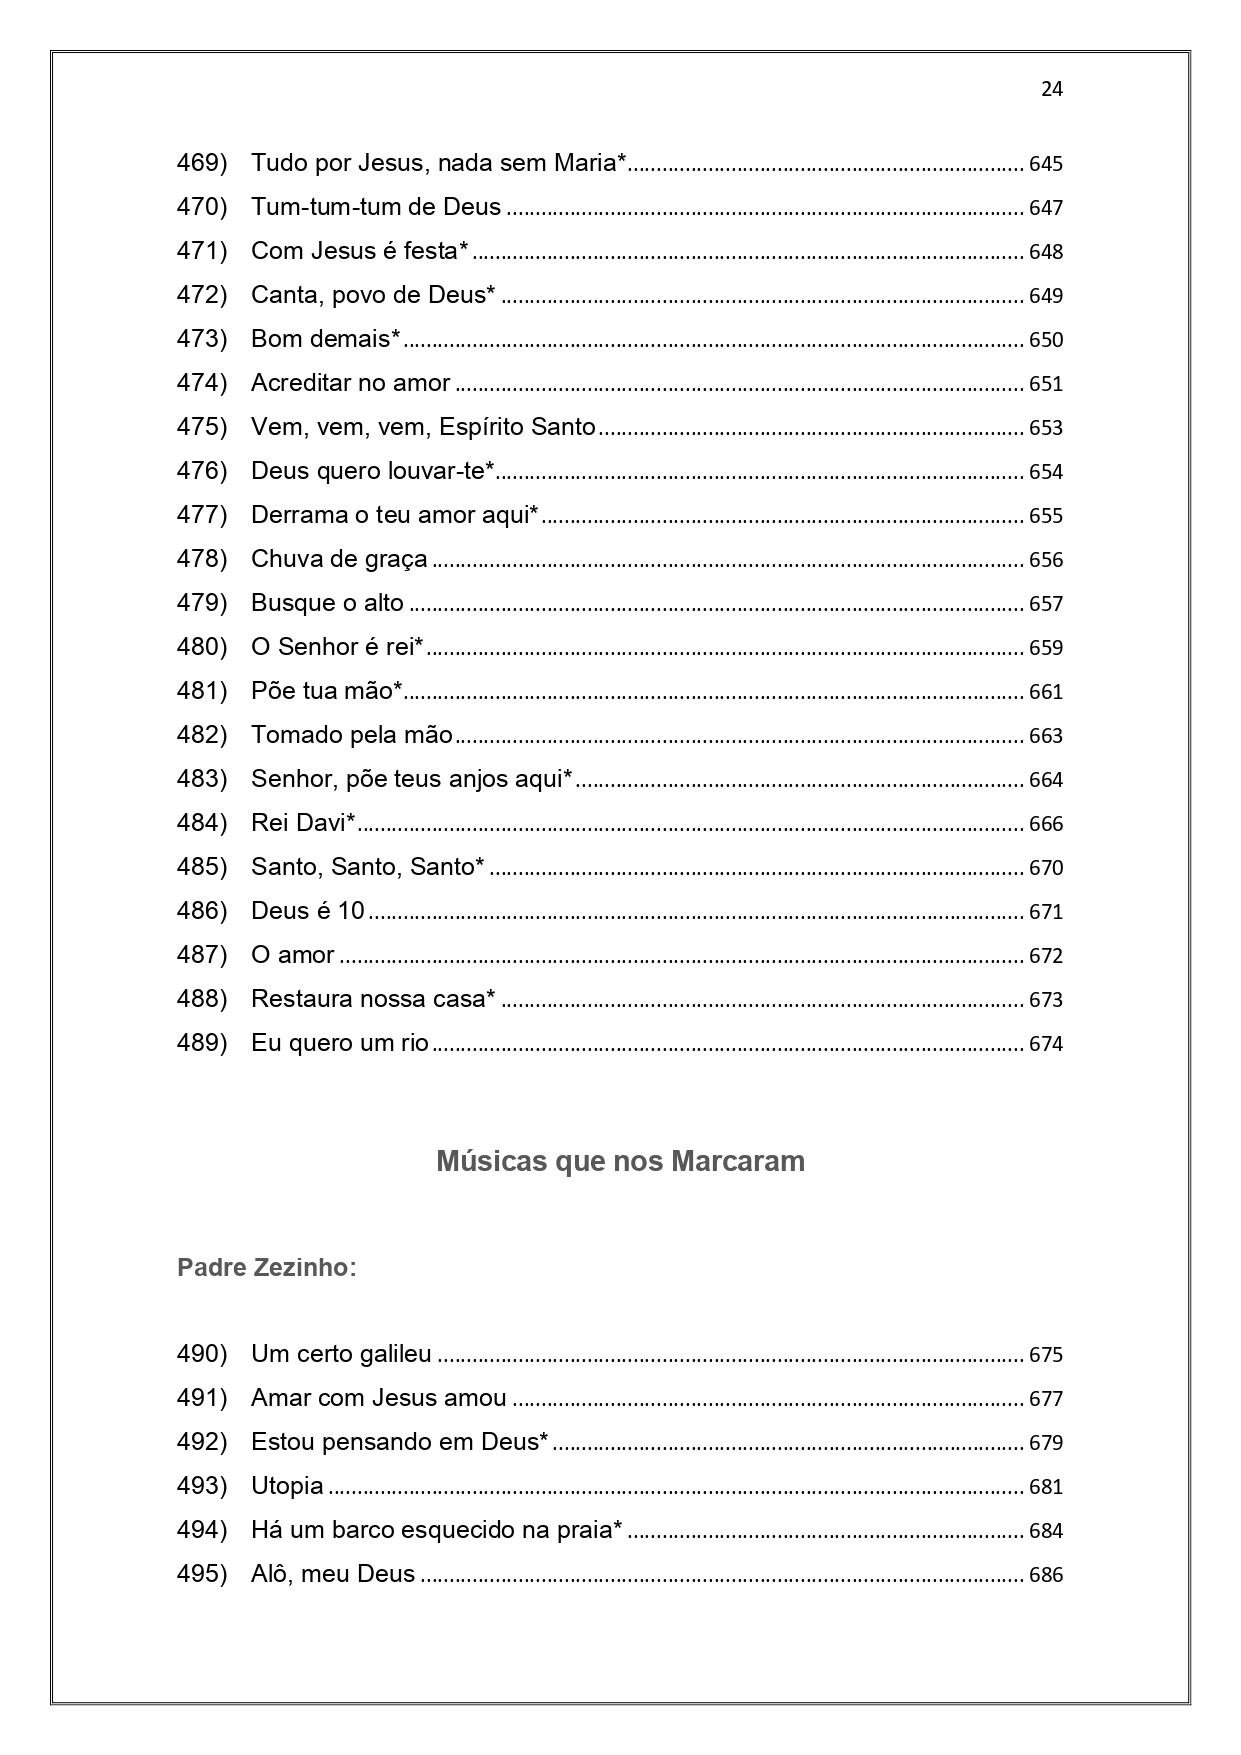 24
469) Tudo por Jesus, nada sem Maria* 645
470) Tum-tum-tum de Deus 647
471) Com Jesus é festa* 648
472) Canta, povo de Deus* 649
473) Bom demais* 650
474) Acreditar no amor 651
475) Vem, vem, vem, Espírito Santo 653
476) Deus quero louvar-te* 654
477) Derrama o teu amor aqui* 655
478) Chuva de graça 656
479) Busque o alto 657
480) O Senhor é rei* 659
481) Põe tua mão* 661
482) Tomado pela mão 663
483) Senhor, põe teus anjos aqui* 664
484) Rei Davi* 666
485) Santo, Santo, Santo* 670
486) Deus é 10 671
487) O amor 672
488) Restaura nossa casa* 673
489) Eu quero um rio 674
Músicas que nos Marcaram
Padre Zezinho:
490) Um certo galileu 675
491) Amar com Jesus amou 677
492) Estou pensando em Deus* 679
493) Utopia 681
494) Há um barco esquecido na praia* 684
495) Alô, meu Deus 686